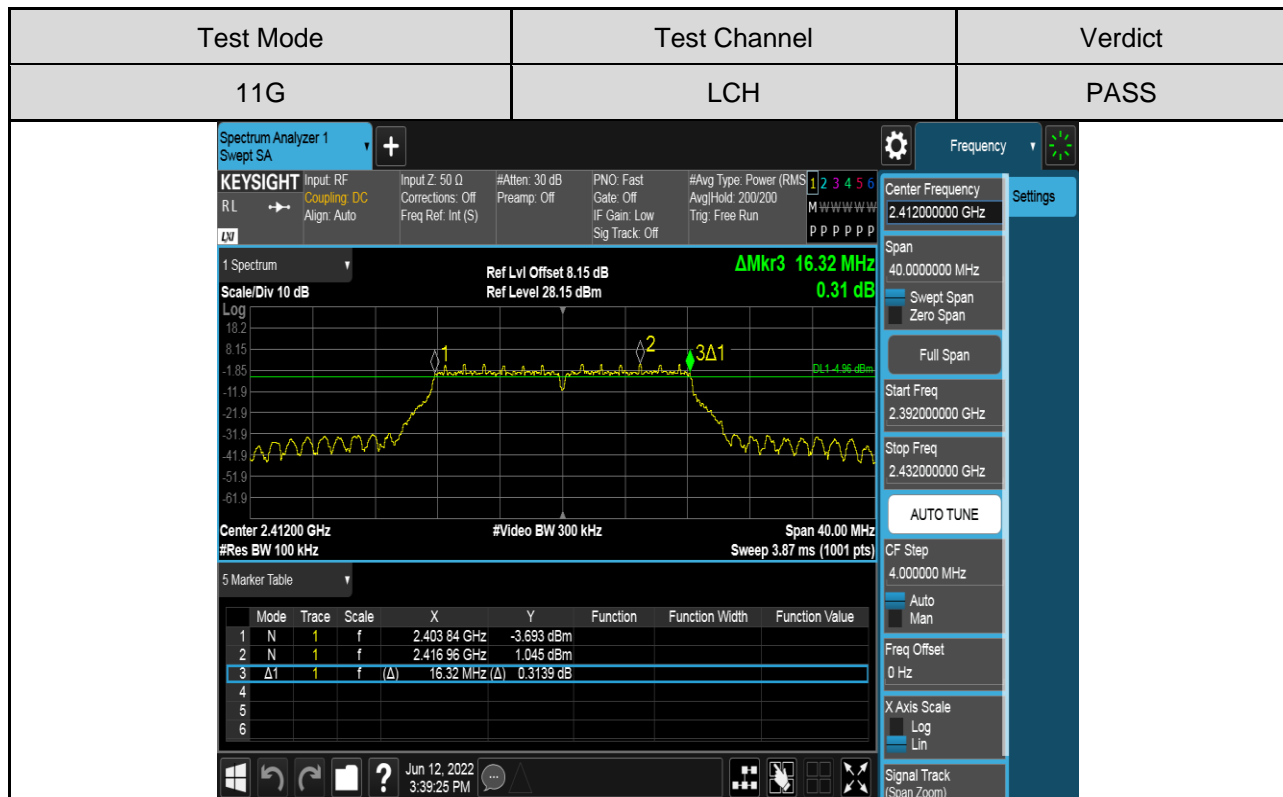 Test Mode Test Channel Verdict
11G LCH PASS
Spectrum Analyzer 1
Swept SA
Frequency
KEYSIGHT Input: RF Input Z: 50 Ω #Atten: 30 dB PNO: Fast #Avg Type: Power (RMS 1 2 3 4 5 6
RL Coupling: DC Corrections: Off Preamp: Off Gate: Off Avg|Hold: 200/200 M W W W W W
Align: Auto Freq Ref: Int (S) IF Gain: Low Trig: Free Run
LXI Sig Track: Off P P P P P P
1 Spectrum
Ref Lvl Offset 8.15 dB ΔMkr3 16.32 MHz
Scale/Div 10 dB Ref Level 28.15 dBm 0.31 dB
Log
18.2
8.15
-1.85
-11.9
-21.9
-31.9
-41.9
-51.9
-61.9
1
2
3Δ1
DL1 -4.96 dBm
Center 2.41200 GHz #Video BW 300 kHz Span 40.00 MHz
#Res BW 100 kHz Sweep 3.87 ms (1001 pts)
5 Marker Table
Mode Trace Scale X Y Function Function Width Function Value
1 N 1 f 2.403 84 GHz -3.693 dBm
2 N 1 f 2.416 96 GHz 1.045 dBm
3 Δ1 1 f (Δ) 16.32 MHz (Δ) 0.3139 dB
4
5
6
Jun 12, 2022
3:39:25 PM
Center Frequency
2.412000000 GHz
Settings
Span
40.0000000 MHz
Swept Span
Zero Span
Full Span
Start Freq
2.392000000 GHz
Stop Freq
2.432000000 GHz
AUTO TUNE
CF Step
4.000000 MHz
Auto
Man
Freq Offset
0 Hz
X Axis Scale
Log
Lin
Signal Track
(Span Zoom)